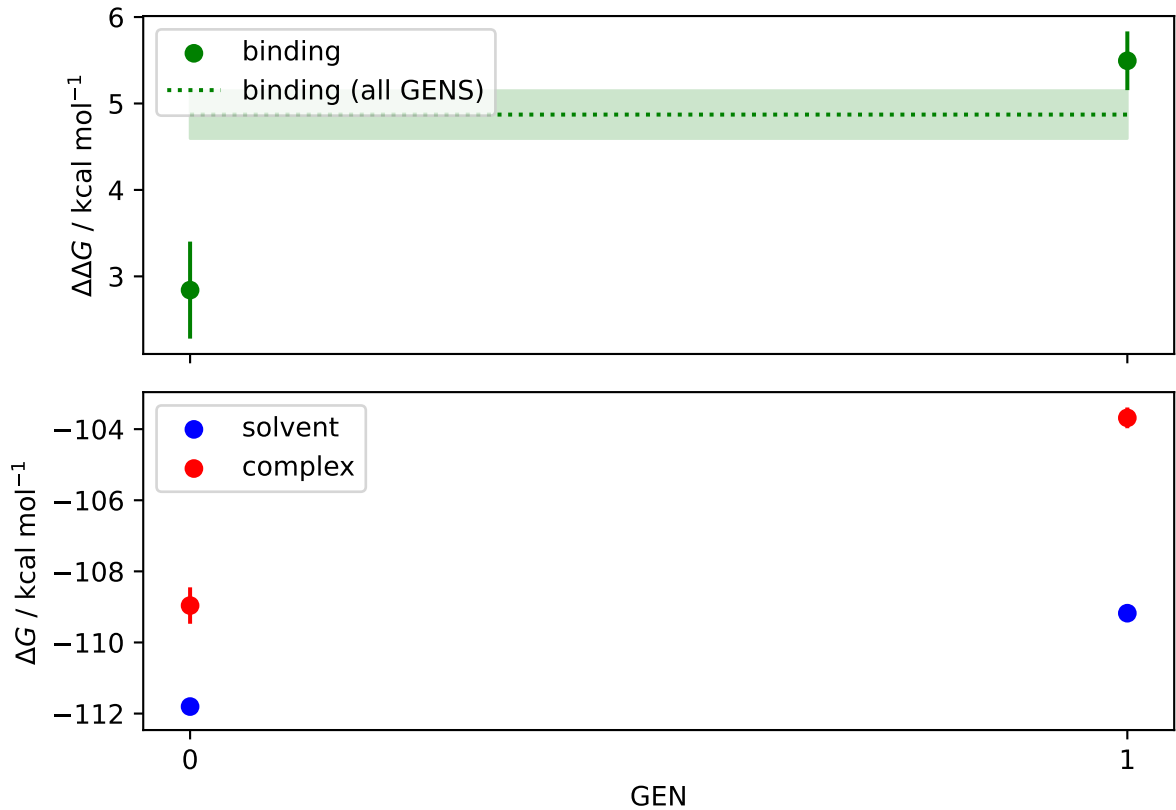 6
5
4
3
ΔΔG / kcal mol⁻¹
binding
binding (all GENS)
−104
−106
−108
−110
−112
ΔG / kcal mol⁻¹
solvent
complex
0 1
GEN